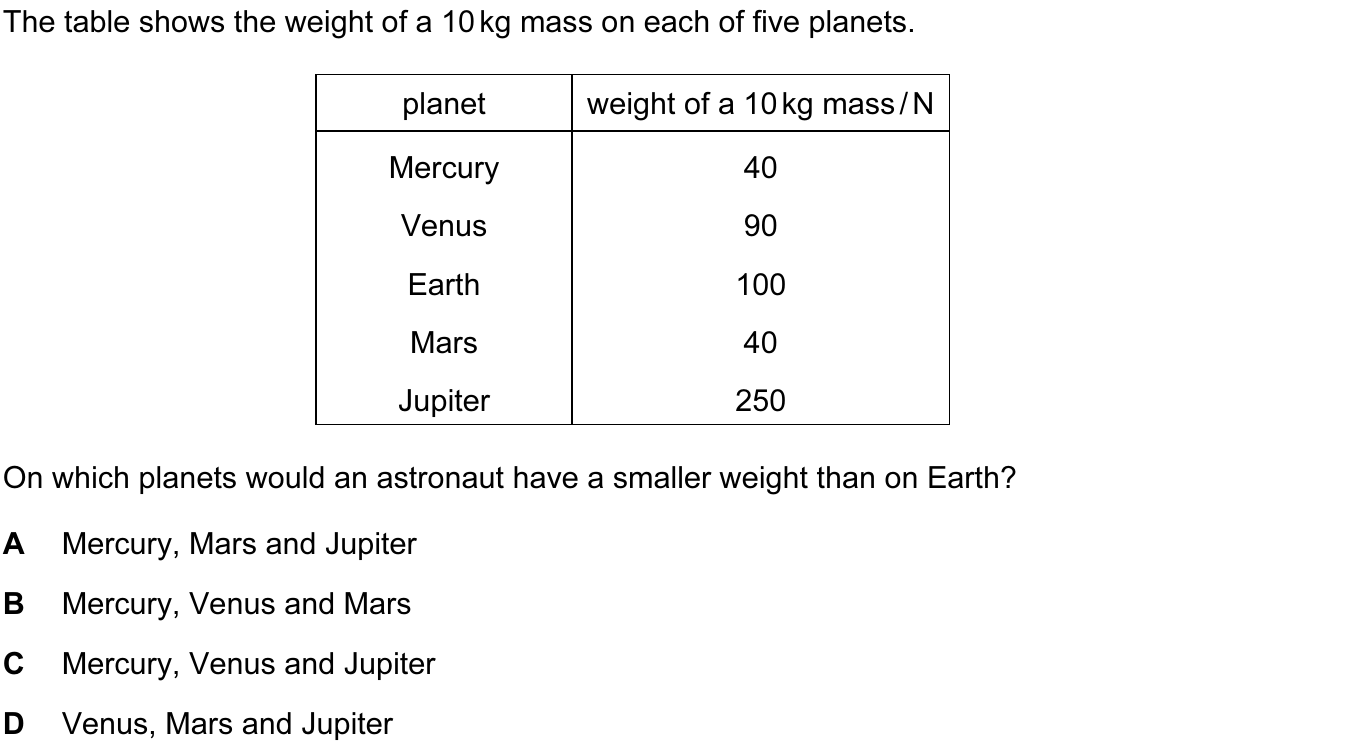 The table shows the weight of a 10 kg mass on each of five planets.
planet weight of a 10 kg mass / N
Mercury 40
Venus 90
Earth 100
Mars 40
Jupiter 250
On which planets would an astronaut have a smaller weight than on Earth?
A Mercury, Mars and Jupiter
B Mercury, Venus and Mars
C Mercury, Venus and Jupiter
D Venus, Mars and Jupiter